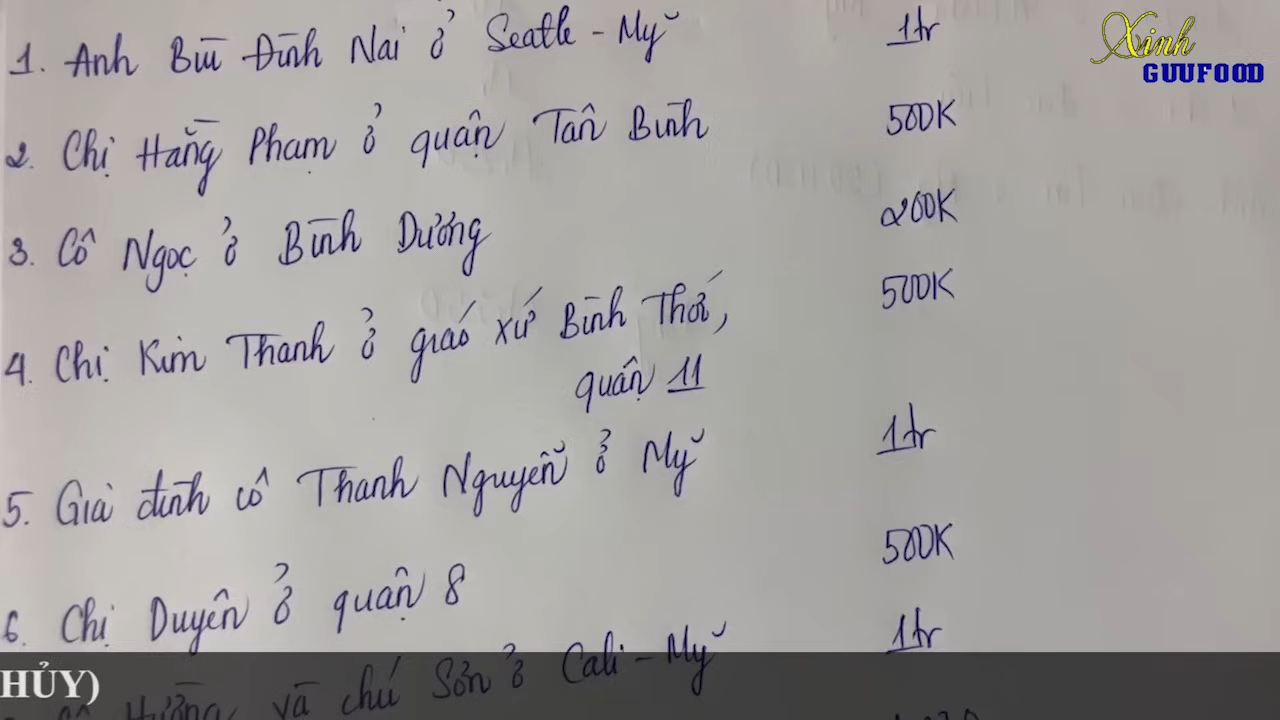 Xinh
GUUFOOD
1. Anh Bùi Đình Nai ở Seatle - Mỹ 1tr
2. Chị Hằng Phạm ở quận Tân Bình 500K
3. Cô Ngọc ở Bình Dương 200K
4. Chị Kim Thanh ở giáo xứ Bình Thới, 500K
quận 11
5. Gia đình cô Thanh Nguyễn ở Mỹ 1tr
6. Chị Duyên ở quận 8 500K
Hường và chú Sơn ở Cali - Mỹ 1tr
HỦY)